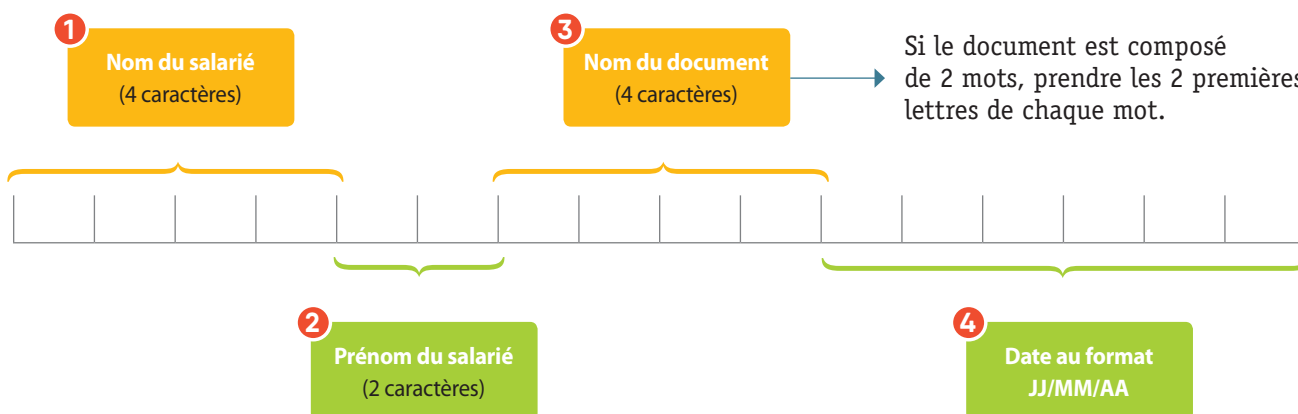 1
Nom du salarié
(4 caractères)
3
Nom du document
(4 caractères)
Si le document est composé
de 2 mots, prendre les 2 premières
lettres de chaque mot.
2
Prénom du salarié
(2 caractères)
4
Date au format
JJ/MM/AA